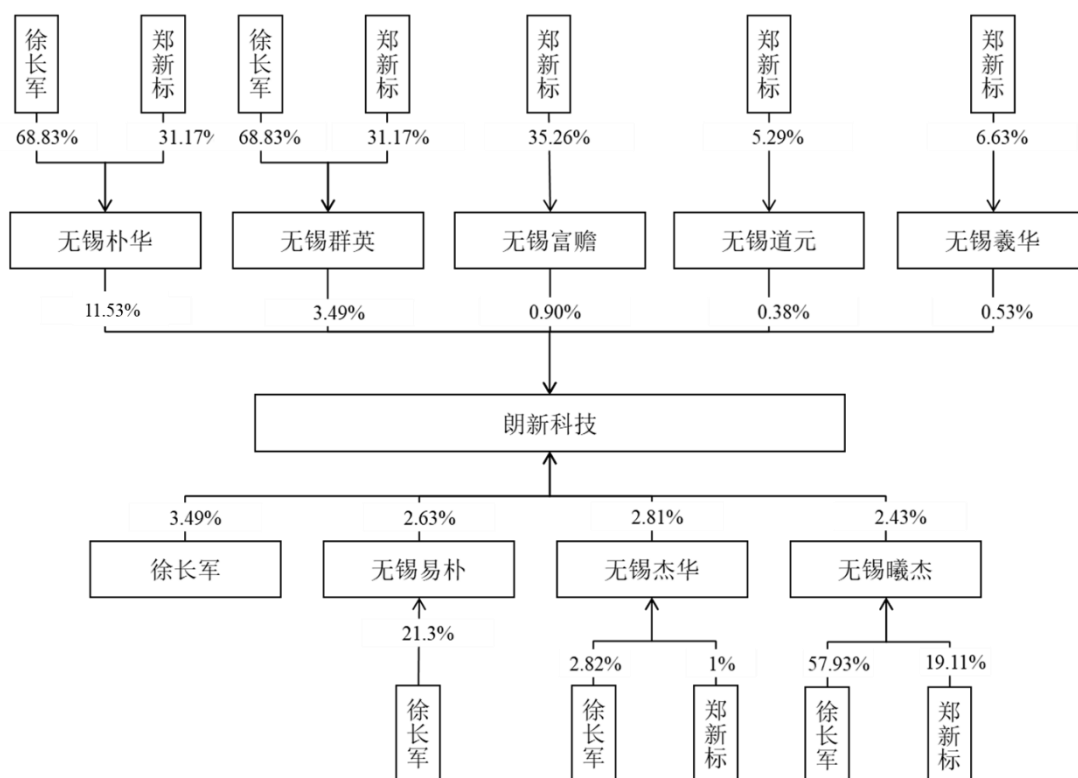 徐长军
郑新标
徐长军
郑新标
郑新标
郑新标
郑新标
68.83%
31.17%
68.83%
31.17%
35.26%
5.29%
6.63%
无锡朴华
无锡群英
无锡富赡
无锡道元
无锡羲华
11.53%
3.49%
0.90%
0.38%
0.53%
朗新科技
3.49%
2.63%
2.81%
2.43%
徐长军
无锡易朴
无锡杰华
无锡曦杰
21.3%
2.82%
1%
57.93%
19.11%
徐长军
徐长军
郑新标
徐长军
郑新标